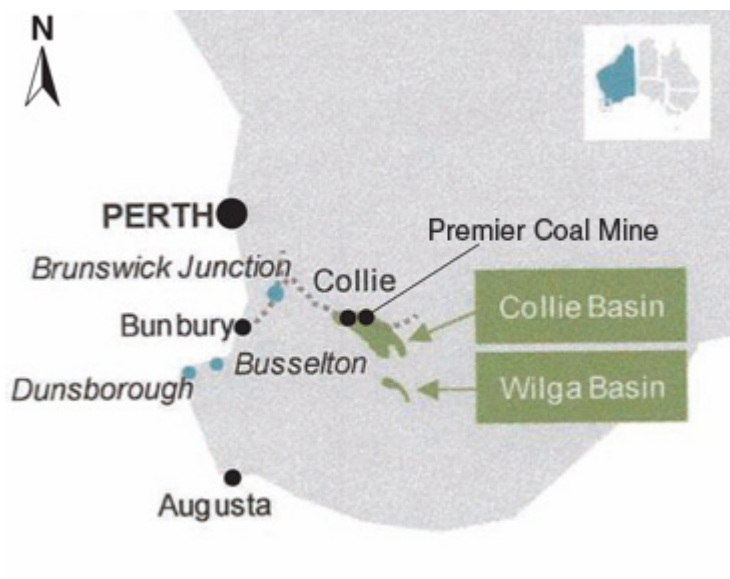 N
PERTH
Premier Coal Mine
Brunswick Junction
Collie
Collie Basin
Bunbury
Busselton
Dunsborough
Wilga Basin
Augusta